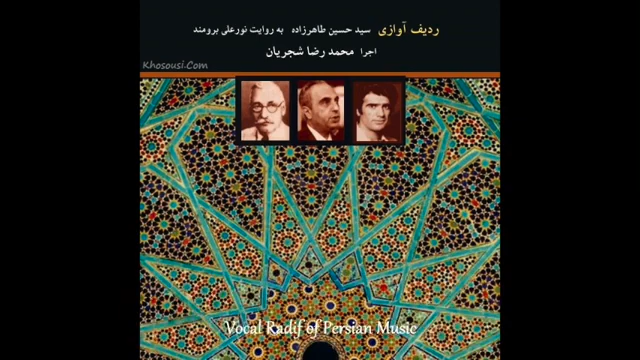 ردیف آوازی سید حسین طاهرزاده به روایت نورعلی برومند
اجرا محمد رضا شجریان
Khosousi.Com
Vocal Radif of Persian Music